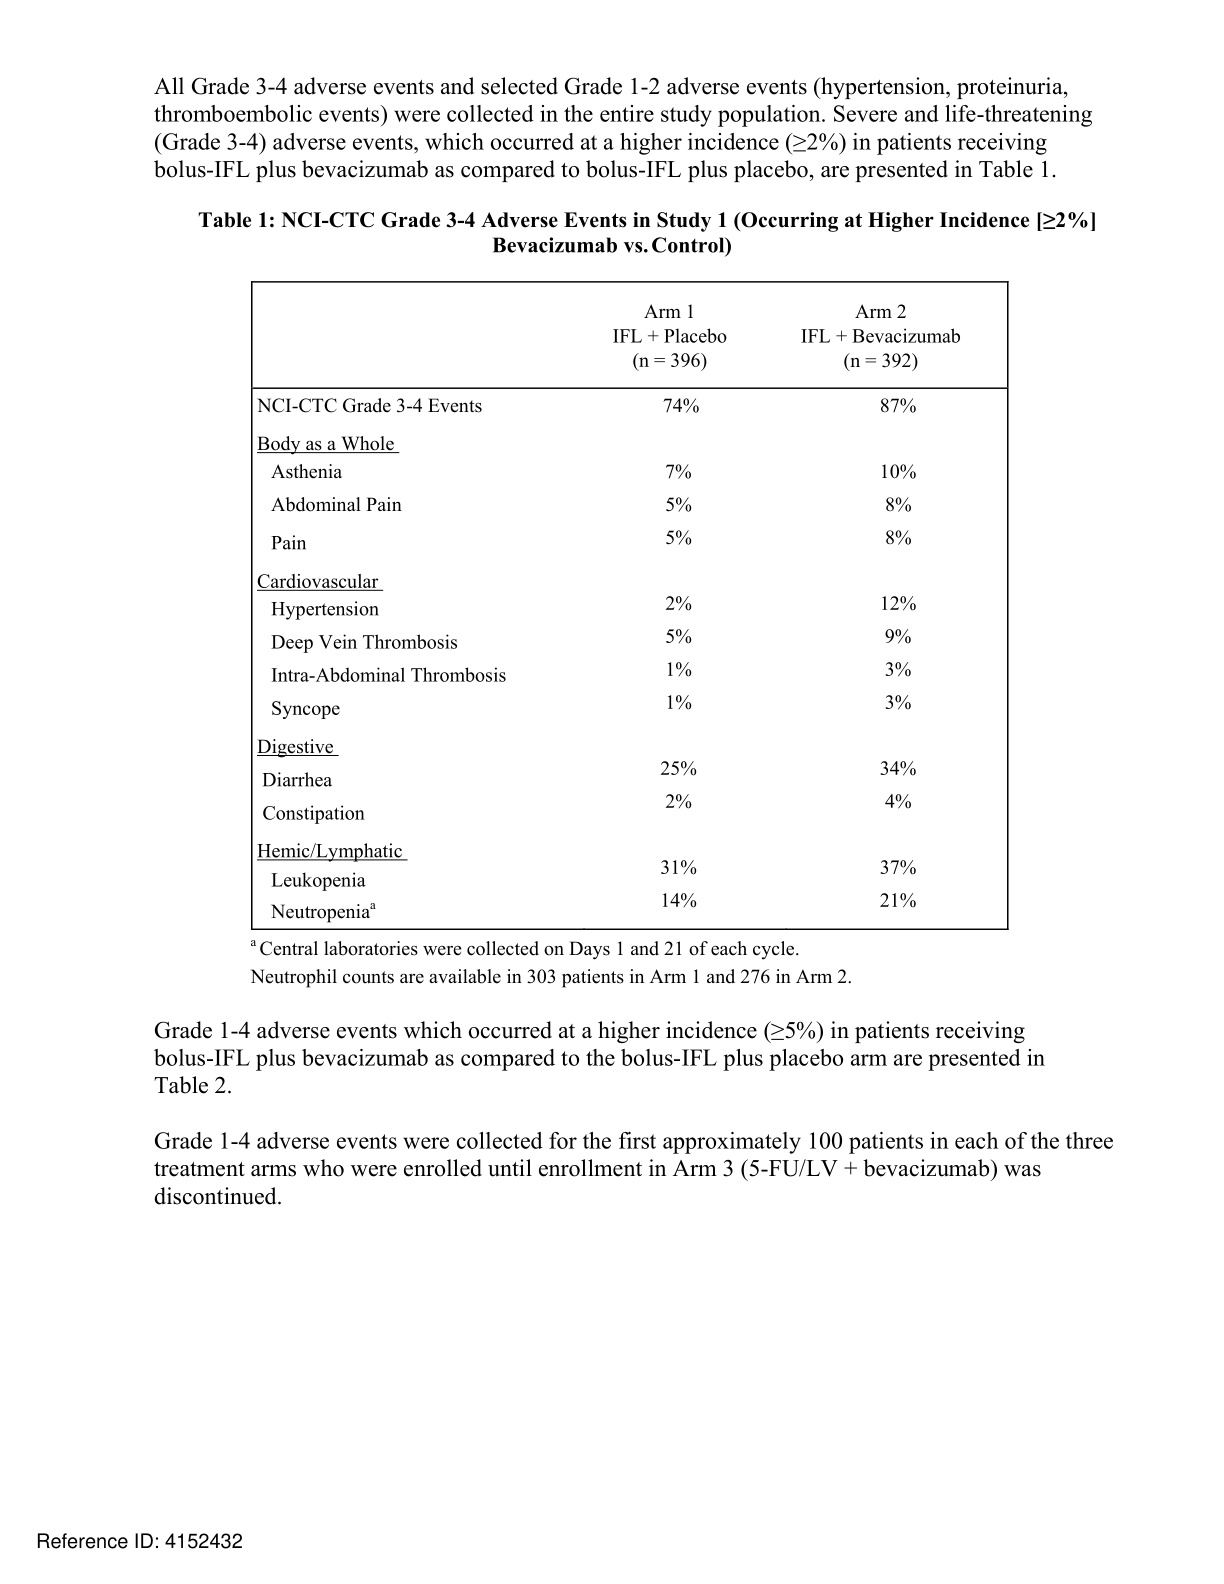 All Grade 3-4 adverse events and selected Grade 1-2 adverse events (hypertension, proteinuria,
thromboembolic events) were collected in the entire study population. Severe and life-threatening
(Grade 3-4) adverse events, which occurred at a higher incidence (≥2%) in patients receiving
bolus-IFL plus bevacizumab as compared to bolus-IFL plus placebo, are presented in Table 1.
Table 1: NCI-CTC Grade 3-4 Adverse Events in Study 1 (Occurring at Higher Incidence [≥2%]
Bevacizumab vs. Control)
Arm 1 Arm 2
IFL + Placebo IFL + Bevacizumab
(n = 396) (n = 392)
NCI-CTC Grade 3-4 Events 74% 87%
Body as a Whole
Asthenia 7% 10%
Abdominal Pain 5% 8%
Pain 5% 8%
Cardiovascular
Hypertension 2% 12%
Deep Vein Thrombosis 5% 9%
Intra-Abdominal Thrombosis 1% 3%
Syncope 1% 3%
Digestive
Diarrhea 25% 34%
Constipation 2% 4%
Hemic/Lymphatic
Leukopenia 31% 37%
Neutropeniaᵃ 14% 21%
ᵃ Central laboratories were collected on Days 1 and 21 of each cycle.
Neutrophil counts are available in 303 patients in Arm 1 and 276 in Arm 2.
Grade 1-4 adverse events which occurred at a higher incidence (≥5%) in patients receiving
bolus-IFL plus bevacizumab as compared to the bolus-IFL plus placebo arm are presented in
Table 2.
Grade 1-4 adverse events were collected for the first approximately 100 patients in each of the three
treatment arms who were enrolled until enrollment in Arm 3 (5-FU/LV + bevacizumab) was
discontinued.
Reference ID: 4152432